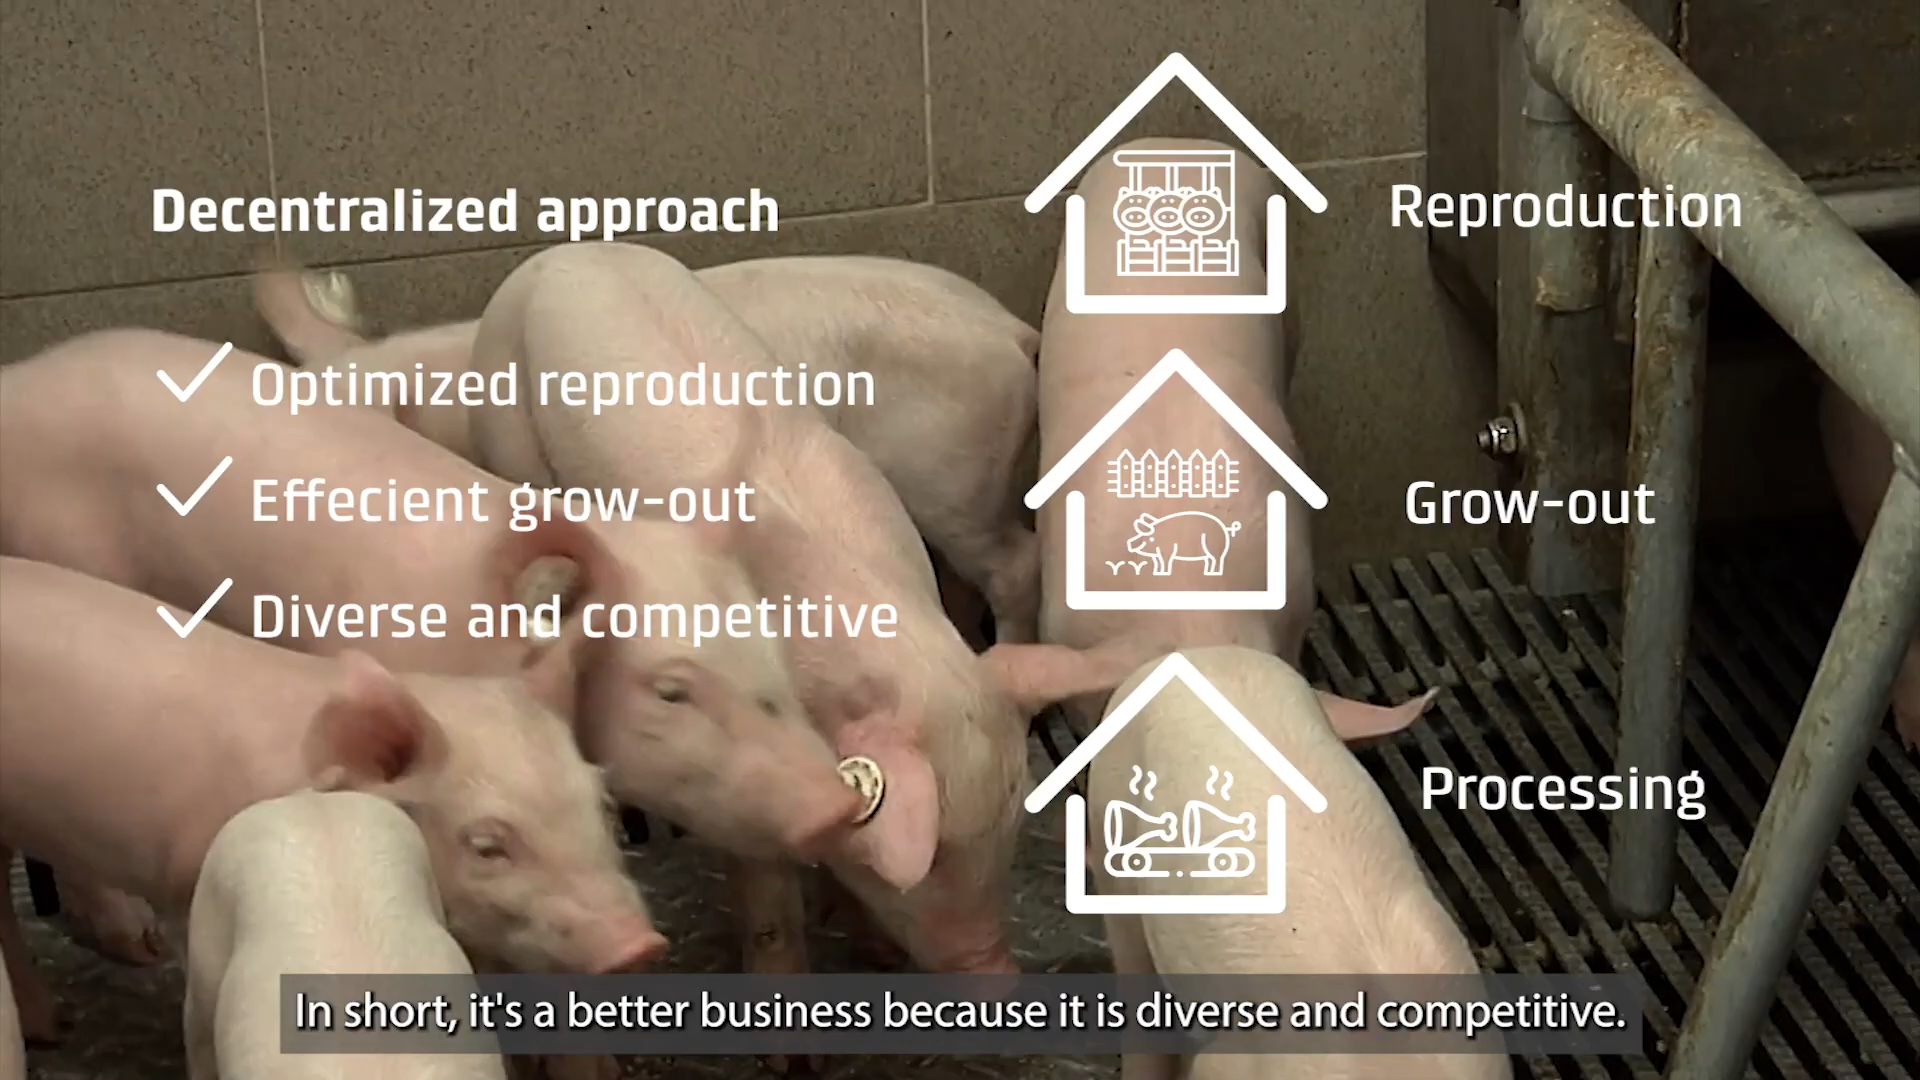 Decentralized approach
Optimized reproduction
Effecient grow-out
Diverse and competitive
Reproduction
Grow-out
Processing
In short, it's a better business because it is diverse and competitive.